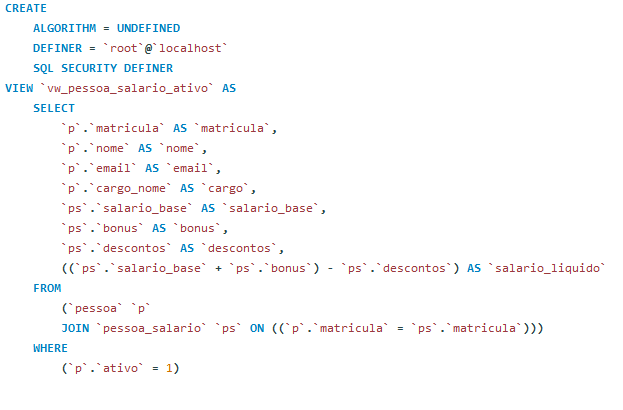 CREATE
ALGORITHM = UNDEFINED
DEFINER = `root`@`localhost`
SQL SECURITY DEFINER
VIEW `vw_pessoa_salario_ativo` AS
SELECT
`p`.`matricula` AS `matricula`,
`p`.`nome` AS `nome`,
`p`.`email` AS `email`,
`p`.`cargo_nome` AS `cargo`,
`ps`.`salario_base` AS `salario_base`,
`ps`.`bonus` AS `bonus`,
`ps`.`descontos` AS `descontos`,
((`ps`.`salario_base` + `ps`.`bonus`) - `ps`.`descontos`) AS `salario_liquido`
FROM
(`pessoa` `p`
JOIN `pessoa_salario` `ps` ON ((`p`.`matricula` = `ps`.`matricula`)))
WHERE
(`p`.`ativo` = 1)